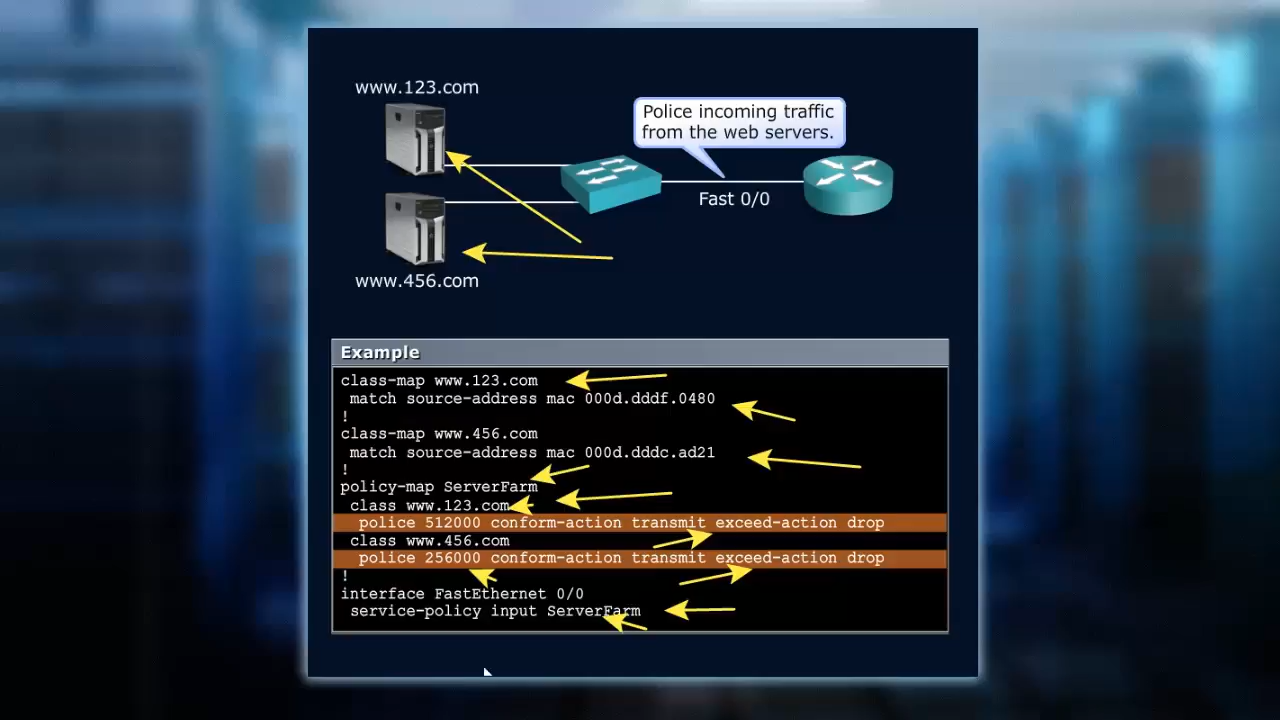 www.123.com
Police incoming traffic
from the web servers.
Fast 0/0
www.456.com
Example
class-map www.123.com
match source-address mac 000d.dddf.0480
!
class-map www.456.com
match source-address mac 000d.dddc.ad21
!
policy-map ServerFarm
class www.123.com
police 512000 conform-action transmit exceed-action drop
class www.456.com
police 256000 conform-action transmit exceed-action drop
!
interface FastEthernet 0/0
service-policy input ServerFarm